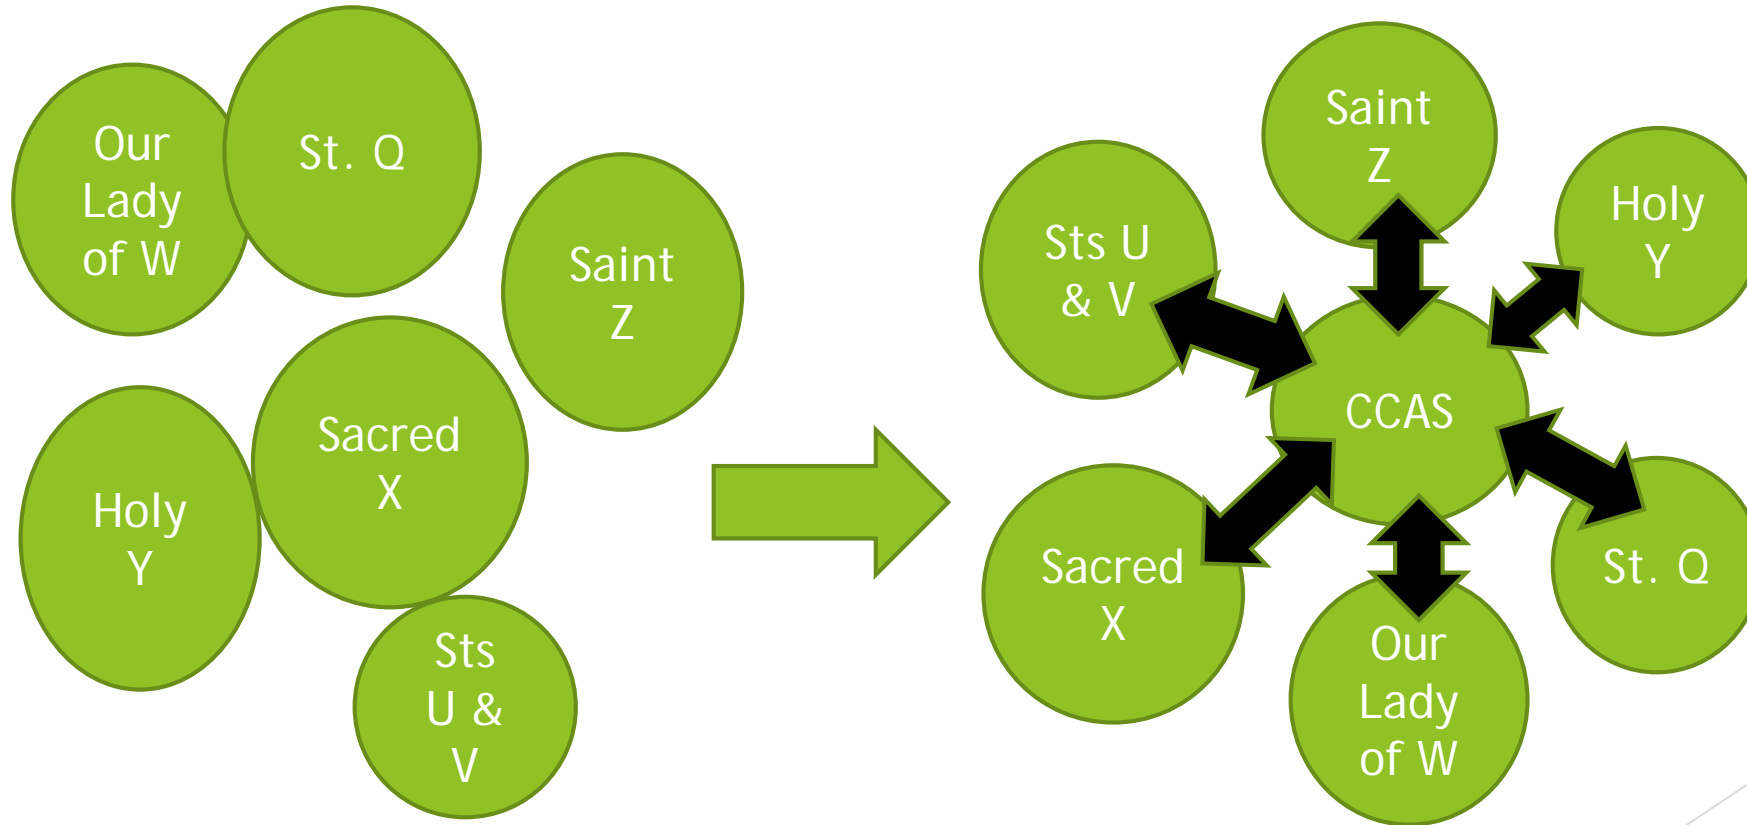 Our
Lady
of W
St. Q
Saint
Z
Holy
Y
Sacred
X
Sts
U &
V
Saint
Z
Sts U
& V
Holy
Y
CCAS
Sacred
X
St. Q
Our
Lady
of W